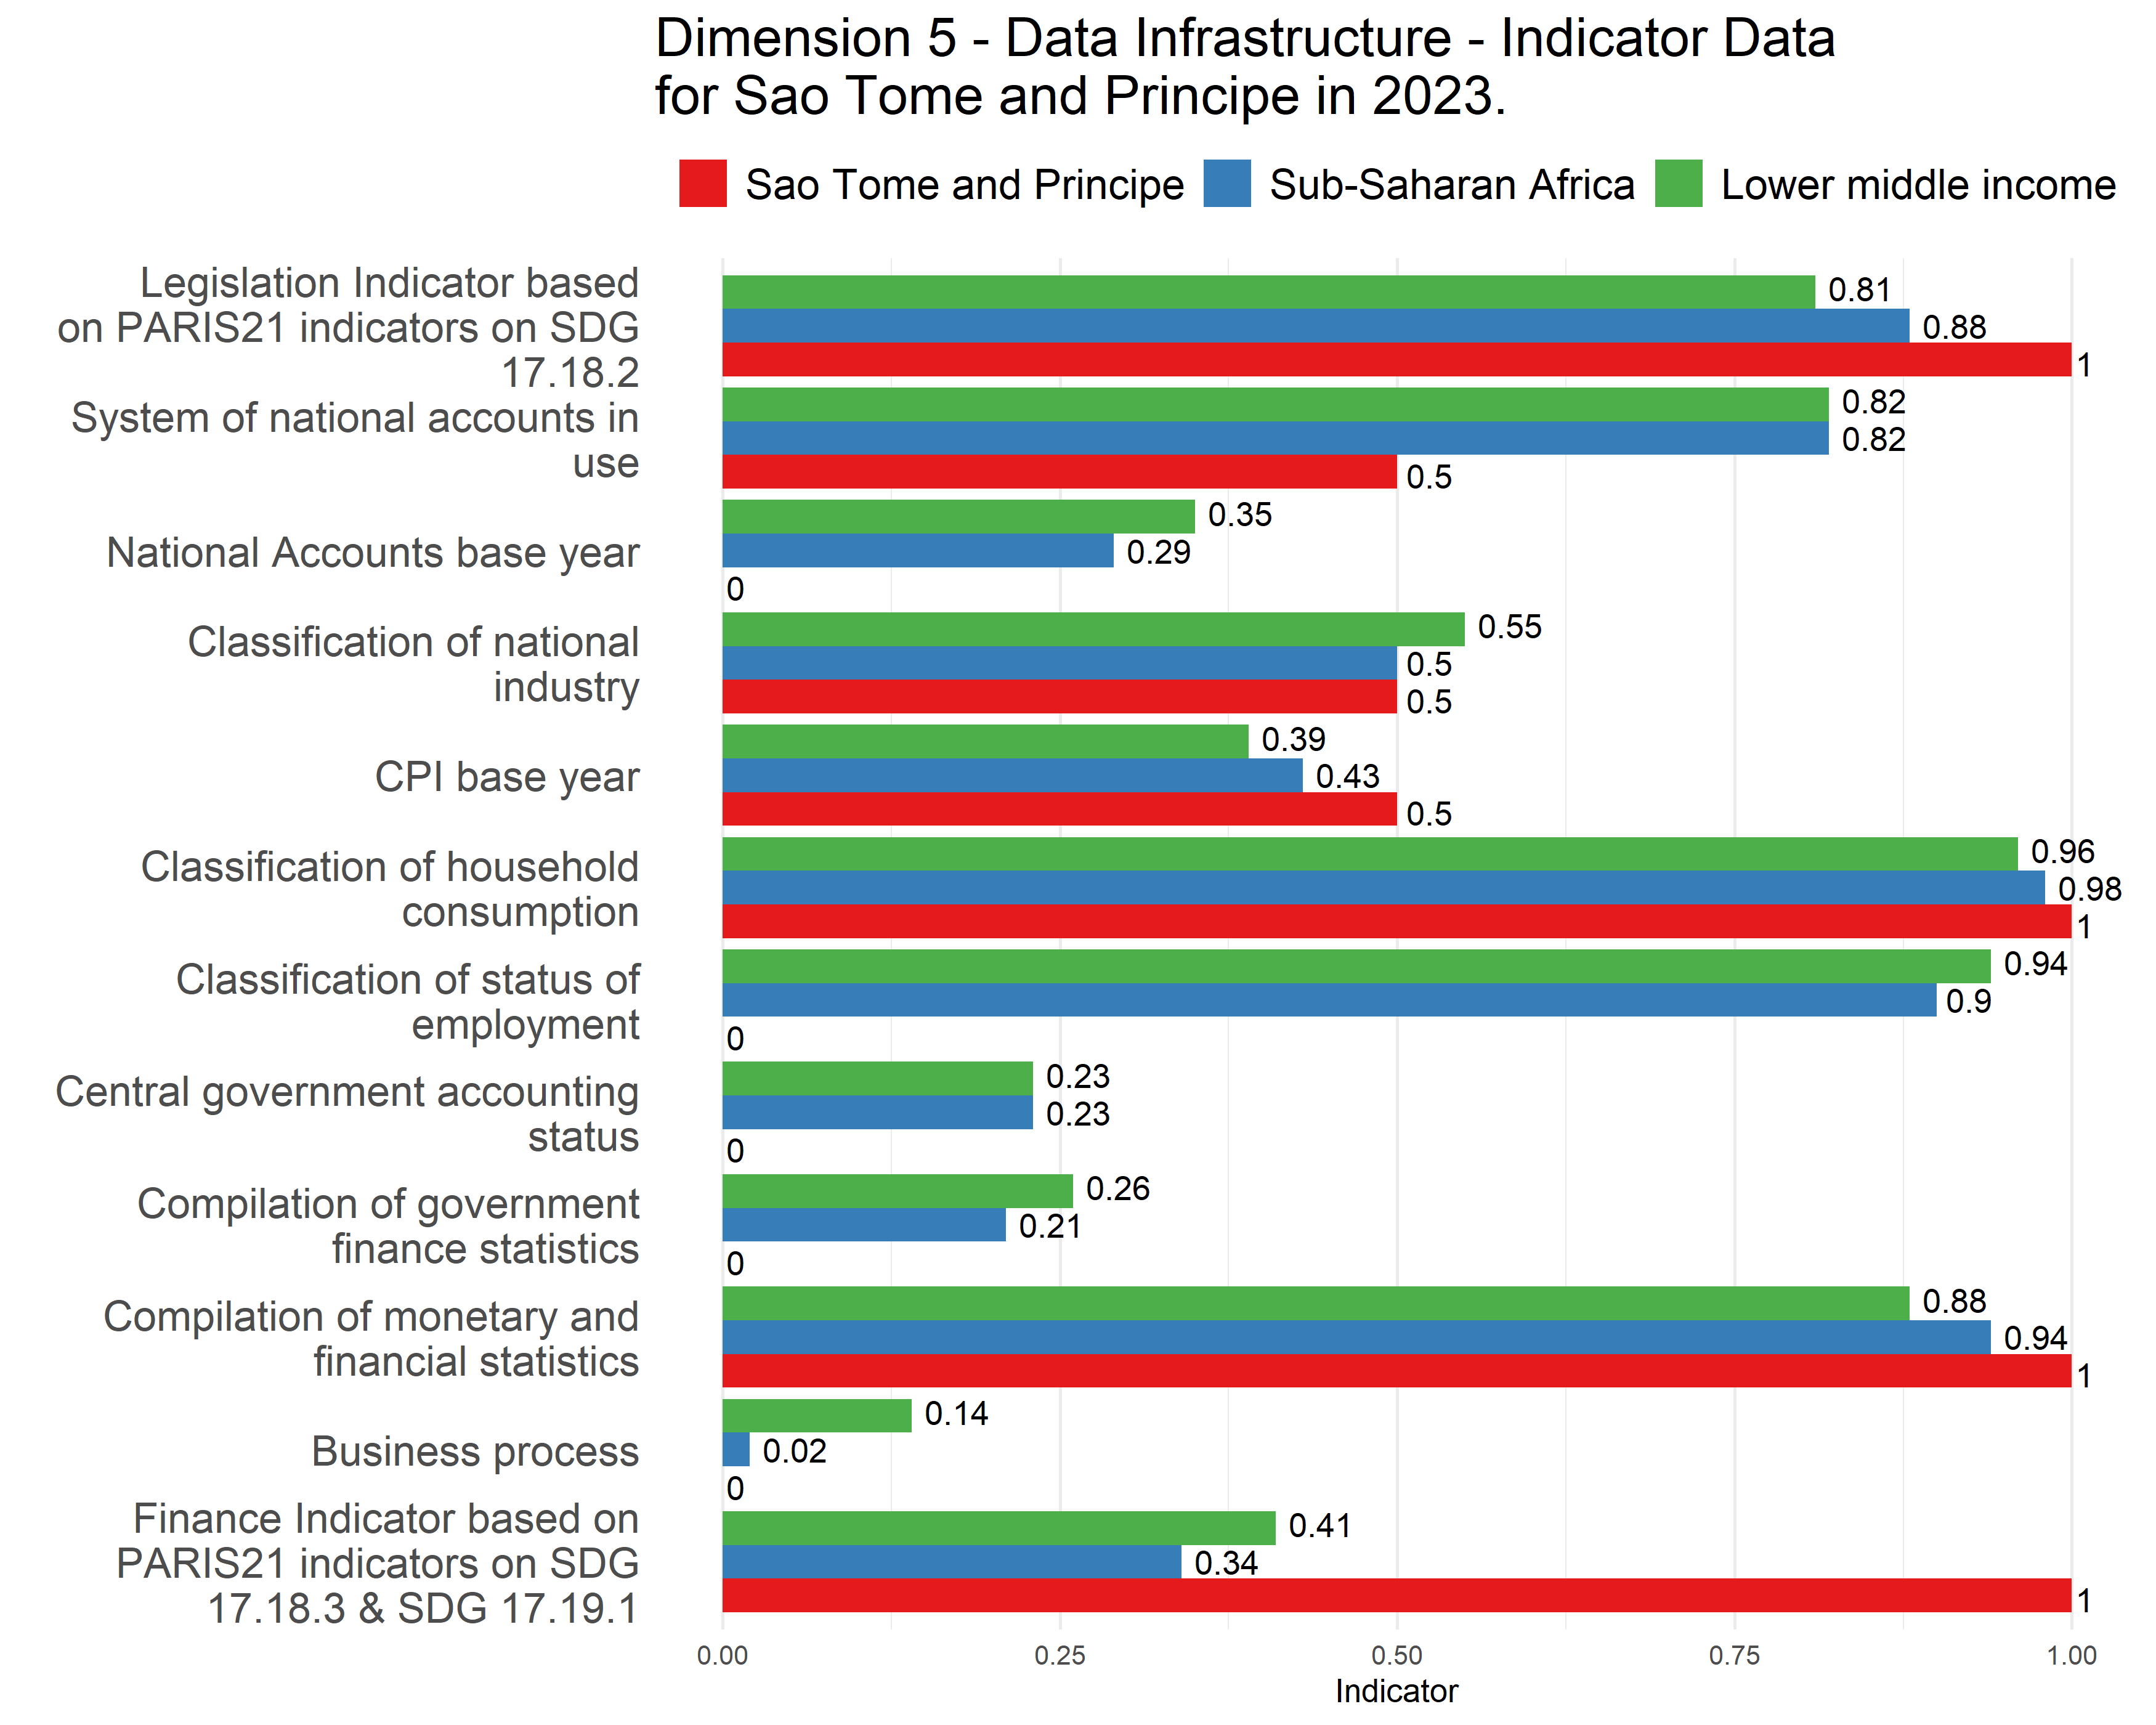 Dimension 5 - Data Infrastructure - Indicator Data
for Sao Tome and Principe in 2023.
Sao Tome and Principe Sub-Saharan Africa Lower middle income
Legislation Indicator based
on PARIS21 indicators on SDG
17.18.2
0.81
0.88
1
System of national accounts in
use
0.82
0.82
0.5
National Accounts base year
0.35
0.29
0
Classification of national
industry
0.55
0.5
0.5
CPI base year
0.39
0.43
0.5
Classification of household
consumption
0.96
0.98
1
Classification of status of
employment
0.94
0.9
0
Central government accounting
status
0.23
0.23
0
Compilation of government
finance statistics
0.26
0.21
0
Compilation of monetary and
financial statistics
0.88
0.94
1
Business process
0.14
0.02
0
Finance Indicator based on
PARIS21 indicators on SDG
17.18.3 & SDG 17.19.1
0.41
0.34
1
0.00 0.25 0.50 0.75 1.00
Indicator